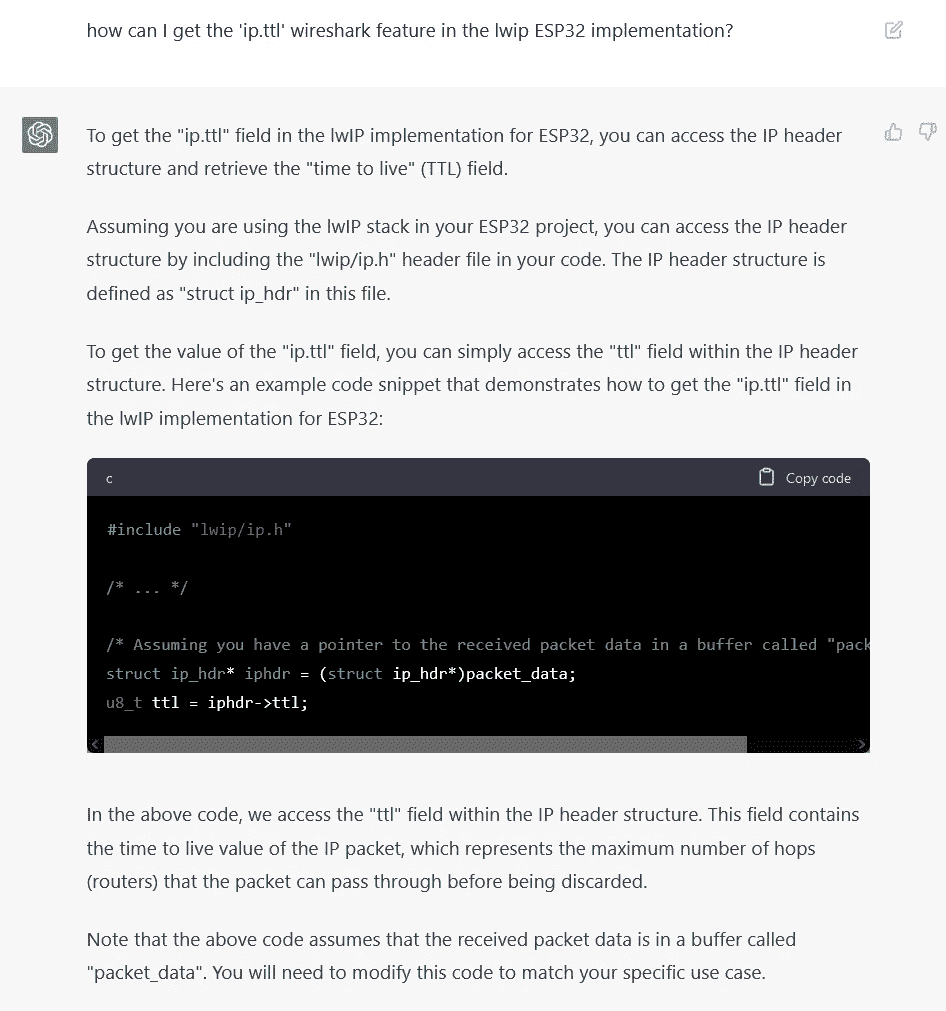 how can I get the 'ip.ttl' wireshark feature in the lwip ESP32 implementation?
To get the "ip.ttl" field in the lwIP implementation for ESP32, you can access the IP header
structure and retrieve the "time to live" (TTL) field.
Assuming you are using the lwIP stack in your ESP32 project, you can access the IP header
structure by including the "lwip/ip.h" header file in your code. The IP header structure is
defined as "struct ip_hdr" in this file.
To get the value of the "ip.ttl" field, you can simply access the "ttl" field within the IP header
structure. Here's an example code snippet that demonstrates how to get the "ip.ttl" field in
the lwIP implementation for ESP32:
c
Copy code
#include "lwip/ip.h"
/* ... */
/* Assuming you have a pointer to the received packet data in a buffer called "pack
struct ip_hdr* iphdr = (struct ip_hdr*)packet_data;
u8_t ttl = iphdr->ttl;
In the above code, we access the "ttl" field within the IP header structure. This field contains
the time to live value of the IP packet, which represents the maximum number of hops
(routers) that the packet can pass through before being discarded.
Note that the above code assumes that the received packet data is in a buffer called
"packet_data". You will need to modify this code to match your specific use case.